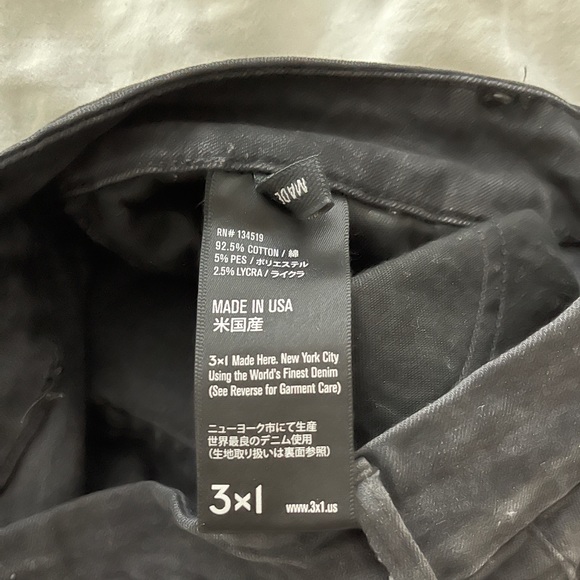 MADE
RN# 134519
92.5% COTTON / 綿
5% PES / ポリエステル
2.5% LYCRA / ライクラ
MADE IN USA
米国産
3×1 Made Here. New York City
Using the World's Finest Denim
(See Reverse for Garment Care)
ニューヨーク市にて生産
世界最良のデニム使用
(生地取り扱いは裏面参照)
3×1 www.3x1.us